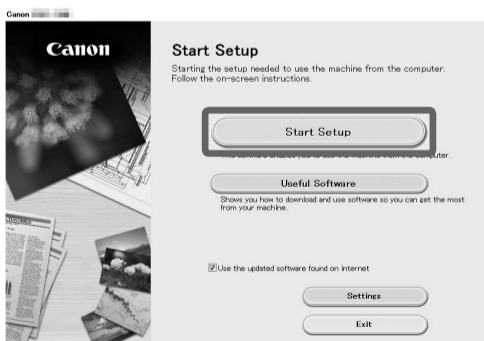 Canon
Canon
Start Setup
Starting the setup needed to use the machine from the computer.
Follow the on-screen instructions.
Start Setup
computer.
Useful Software
Shows you how to download and use software so you can get the most
from your machine.
Use the updated software found on internet
Settings
Exit